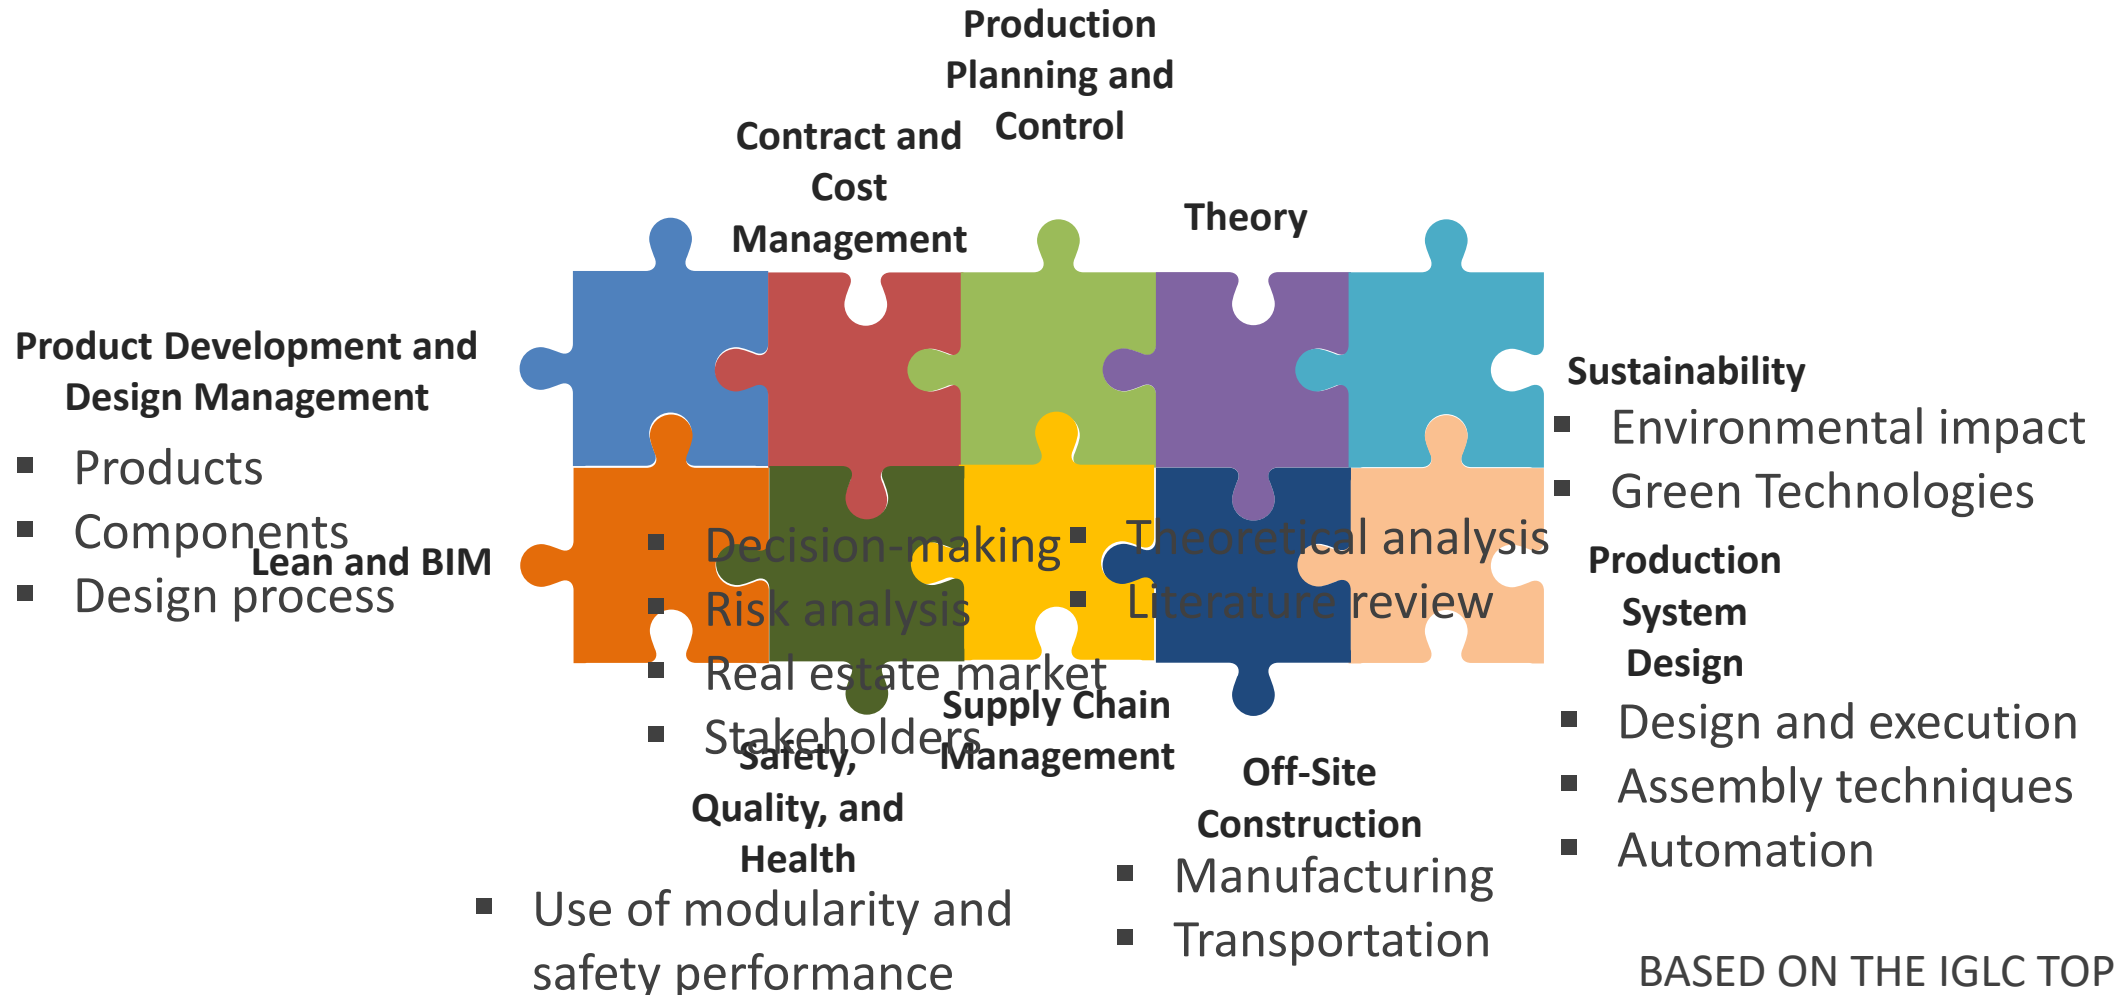 Production
Planning and
Control
Contract and
Cost
Management
Theory
Product Development and
Design Management
▪ Products
▪ Components
▪ Design process
Sustainability
▪ Environmental impact
▪ Green Technologies
Lean and BIM
▪ Decision-making
▪ Risk analysis
▪ Real estate market
▪ Stakeholders
▪ Theoretical analysis
▪ Literature review
Production
System
Design
▪ Design and execution
▪ Assembly techniques
▪ Automation
Supply Chain
Management
Safety,
Quality, and
Health
▪ Use of modularity and
safety performance
Off-Site
Construction
▪ Manufacturing
▪ Transportation
BASED ON THE IGLC TOP